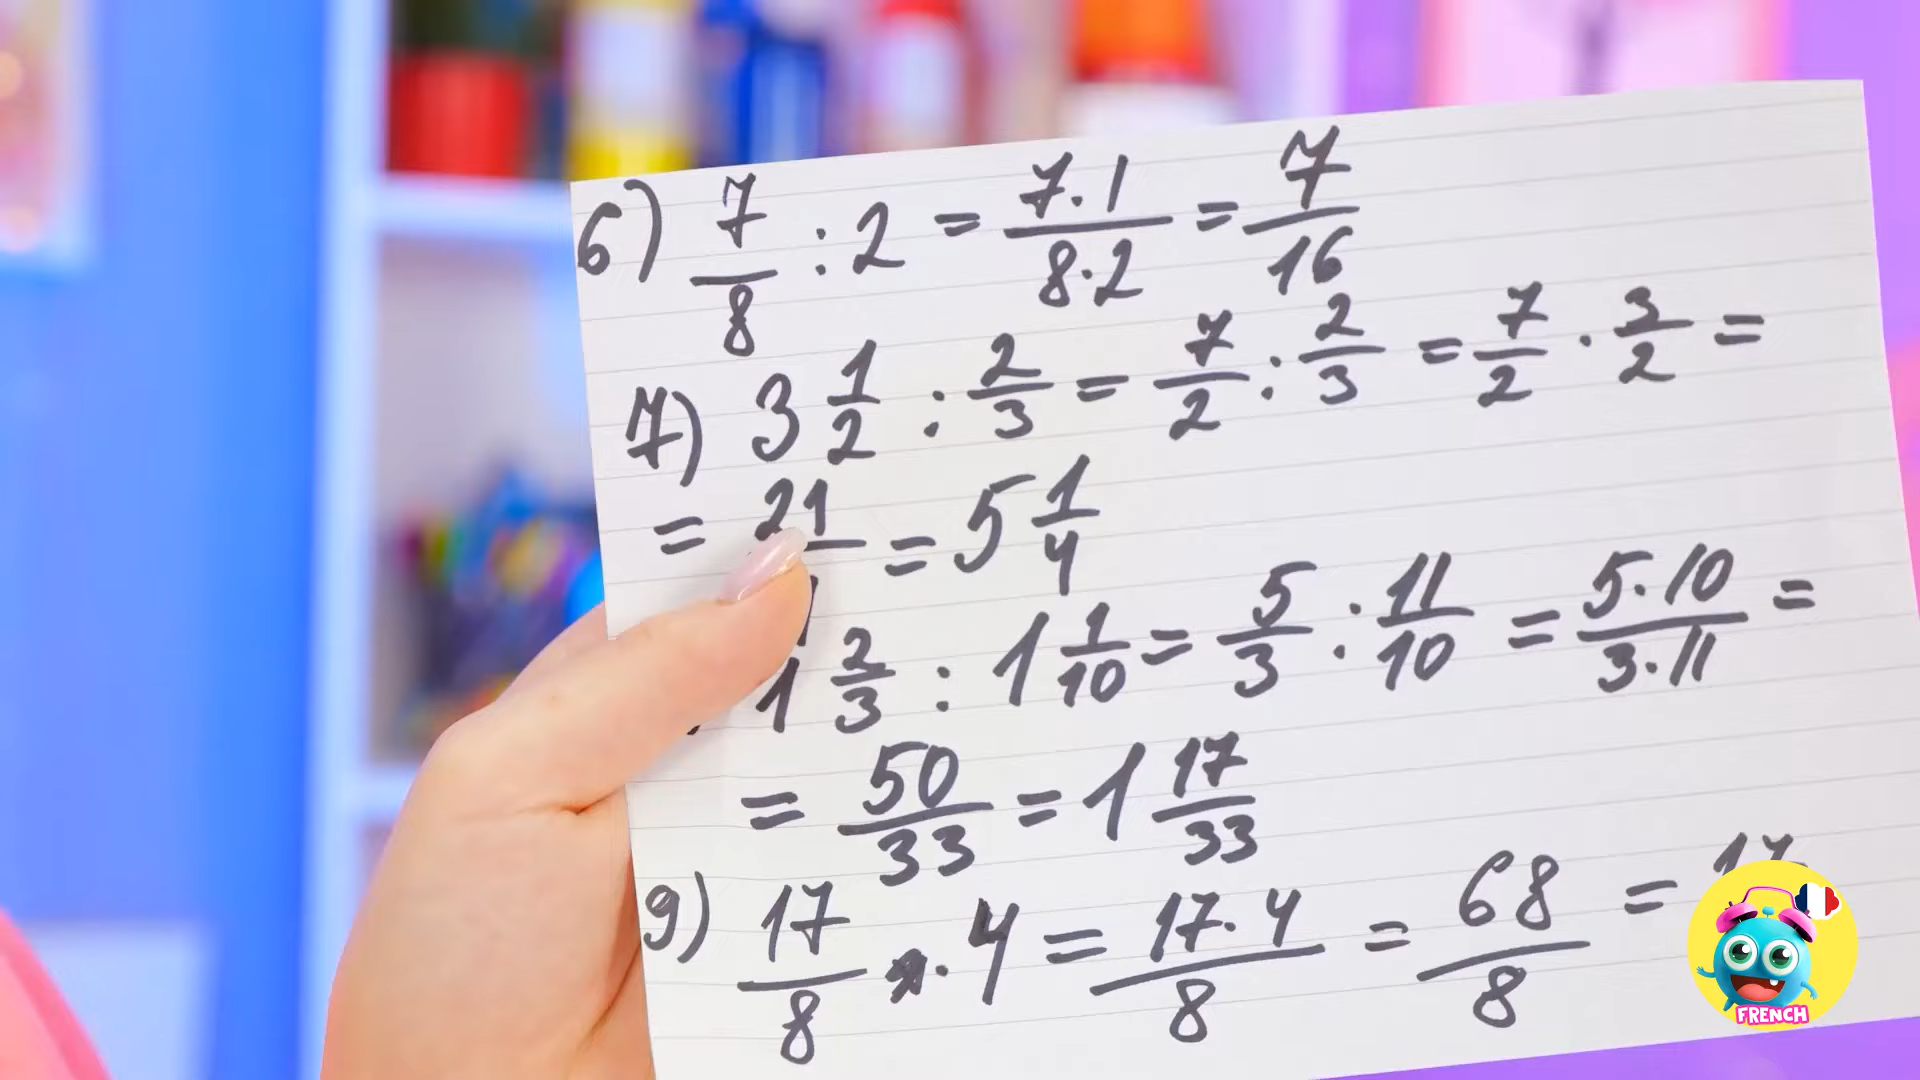 6) 7/8 : 2 = 7·1/8·2 = 7/16
7) 3 1/2 : 2/3 = 7/2 : 2/3 = 7/2 · 3/2 =
= 21/ = 5 1/4
1 2/3 : 1 1/10 = 5/3 : 11/10 = 5·10/3·11 =
= 50/33 = 1 17/33
9) 17/8 · 4 = 17·4/8 = 68/8 = 17
FRENCH